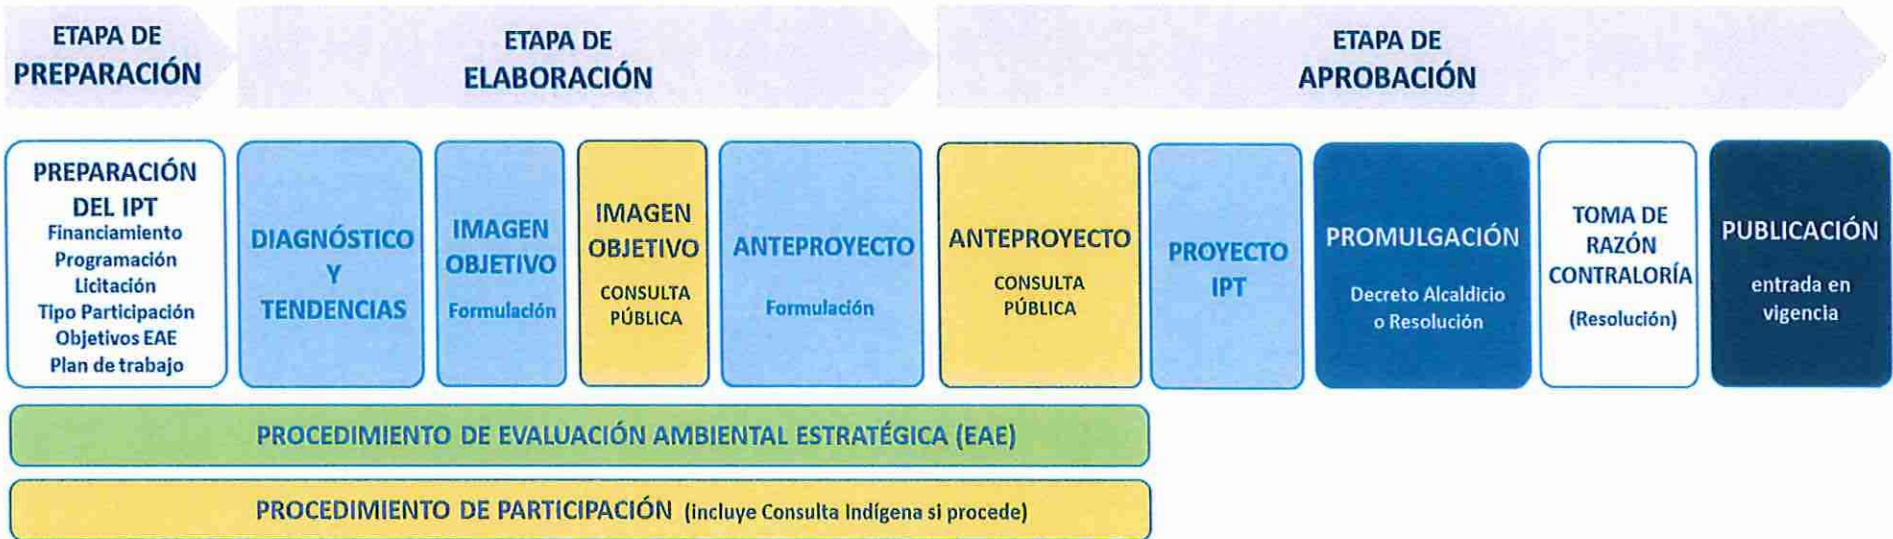 ETAPA DE
PREPARACIÓN
ETAPA DE
ELABORACIÓN
ETAPA DE
APROBACIÓN
PREPARACIÓN
DEL IPT
Financiamiento
Programación
Licitación
Tipo Participación
Objetivos EAE
Plan de trabajo
DIAGNÓSTICO
Y
TENDENCIAS
IMAGEN
OBJETIVO
Formulación
IMAGEN
OBJETIVO
CONSULTA
PÚBLICA
ANTEPROYECTO
Formulación
ANTEPROYECTO
CONSULTA
PÚBLICA
PROYECTO
IPT
PROMULGACIÓN
Decreto Alcaldicio
o Resolución
TOMA DE
RAZÓN
CONTRALORÍA
(Resolución)
PUBLICACIÓN
entrada en
vigencia
PROCEDIMIENTO DE EVALUACIÓN AMBIENTAL ESTRATÉGICA (EAE)
PROCEDIMIENTO DE PARTICIPACIÓN (incluye Consulta Indígena si procede)